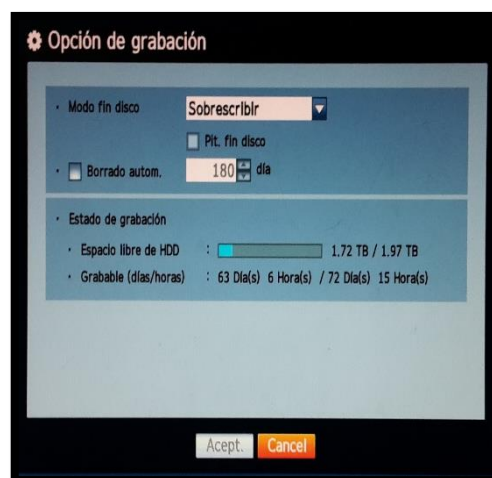 Opción de grabación
· Modo fin disco Sobrescribir
Pit. fin disco
· Borrado autom. 180 día
· Estado de grabación
· Espacio libre de HDD : 1.72 TB / 1.97 TB
· Grabable (días/horas) : 63 Día(s) 6 Hora(s) / 72 Día(s) 15 Hora(s)
Acept. Cancel